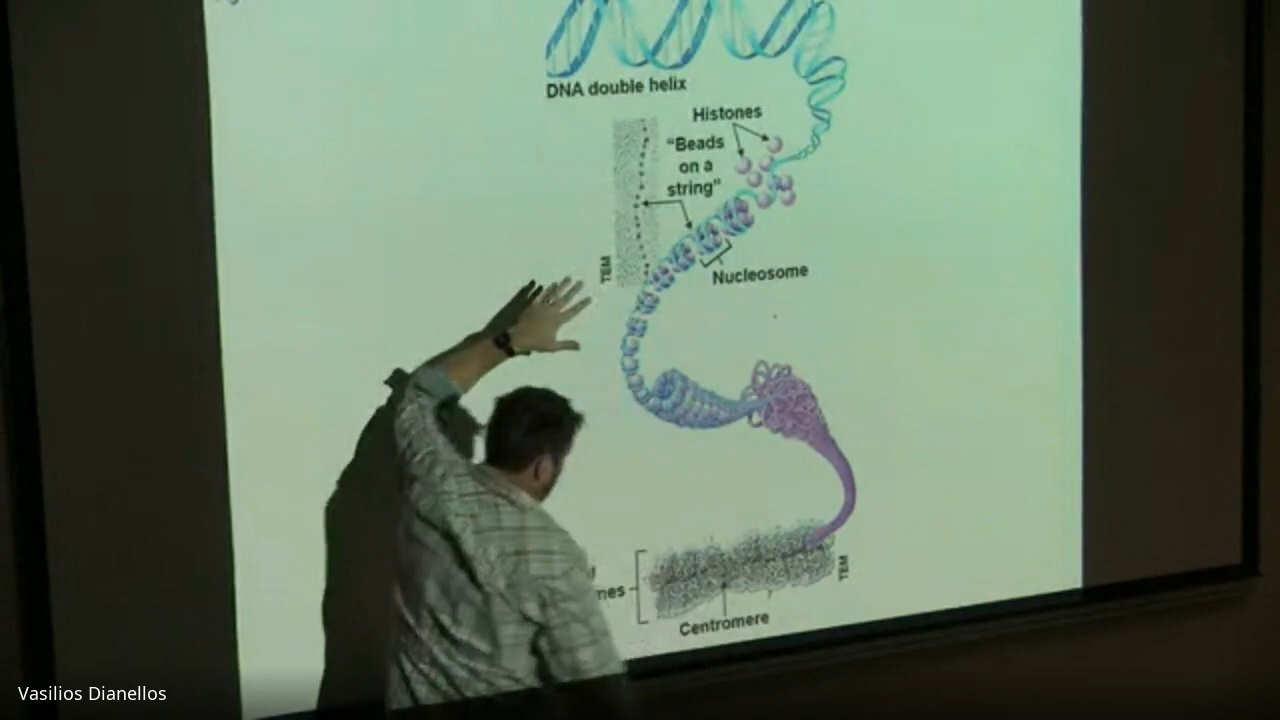 DNA double helix
Histones
"Beads
on a
string"
TEM
Nucleosome
TEM
Centromere
Vasilios Dianellos